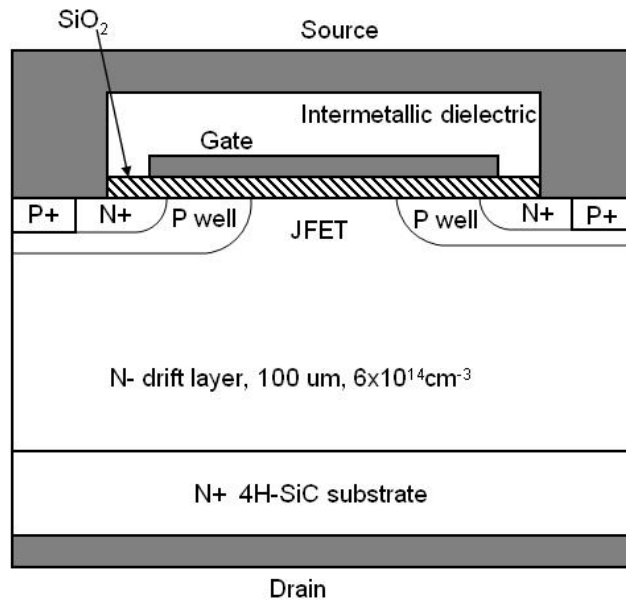 SiO₂
Source
Intermetallic dielectric
Gate
P+ N+ P well JFET P well N+ P+
N- drift layer, 100 um, 6x10¹⁴cm⁻³
N+ 4H-SiC substrate
Drain